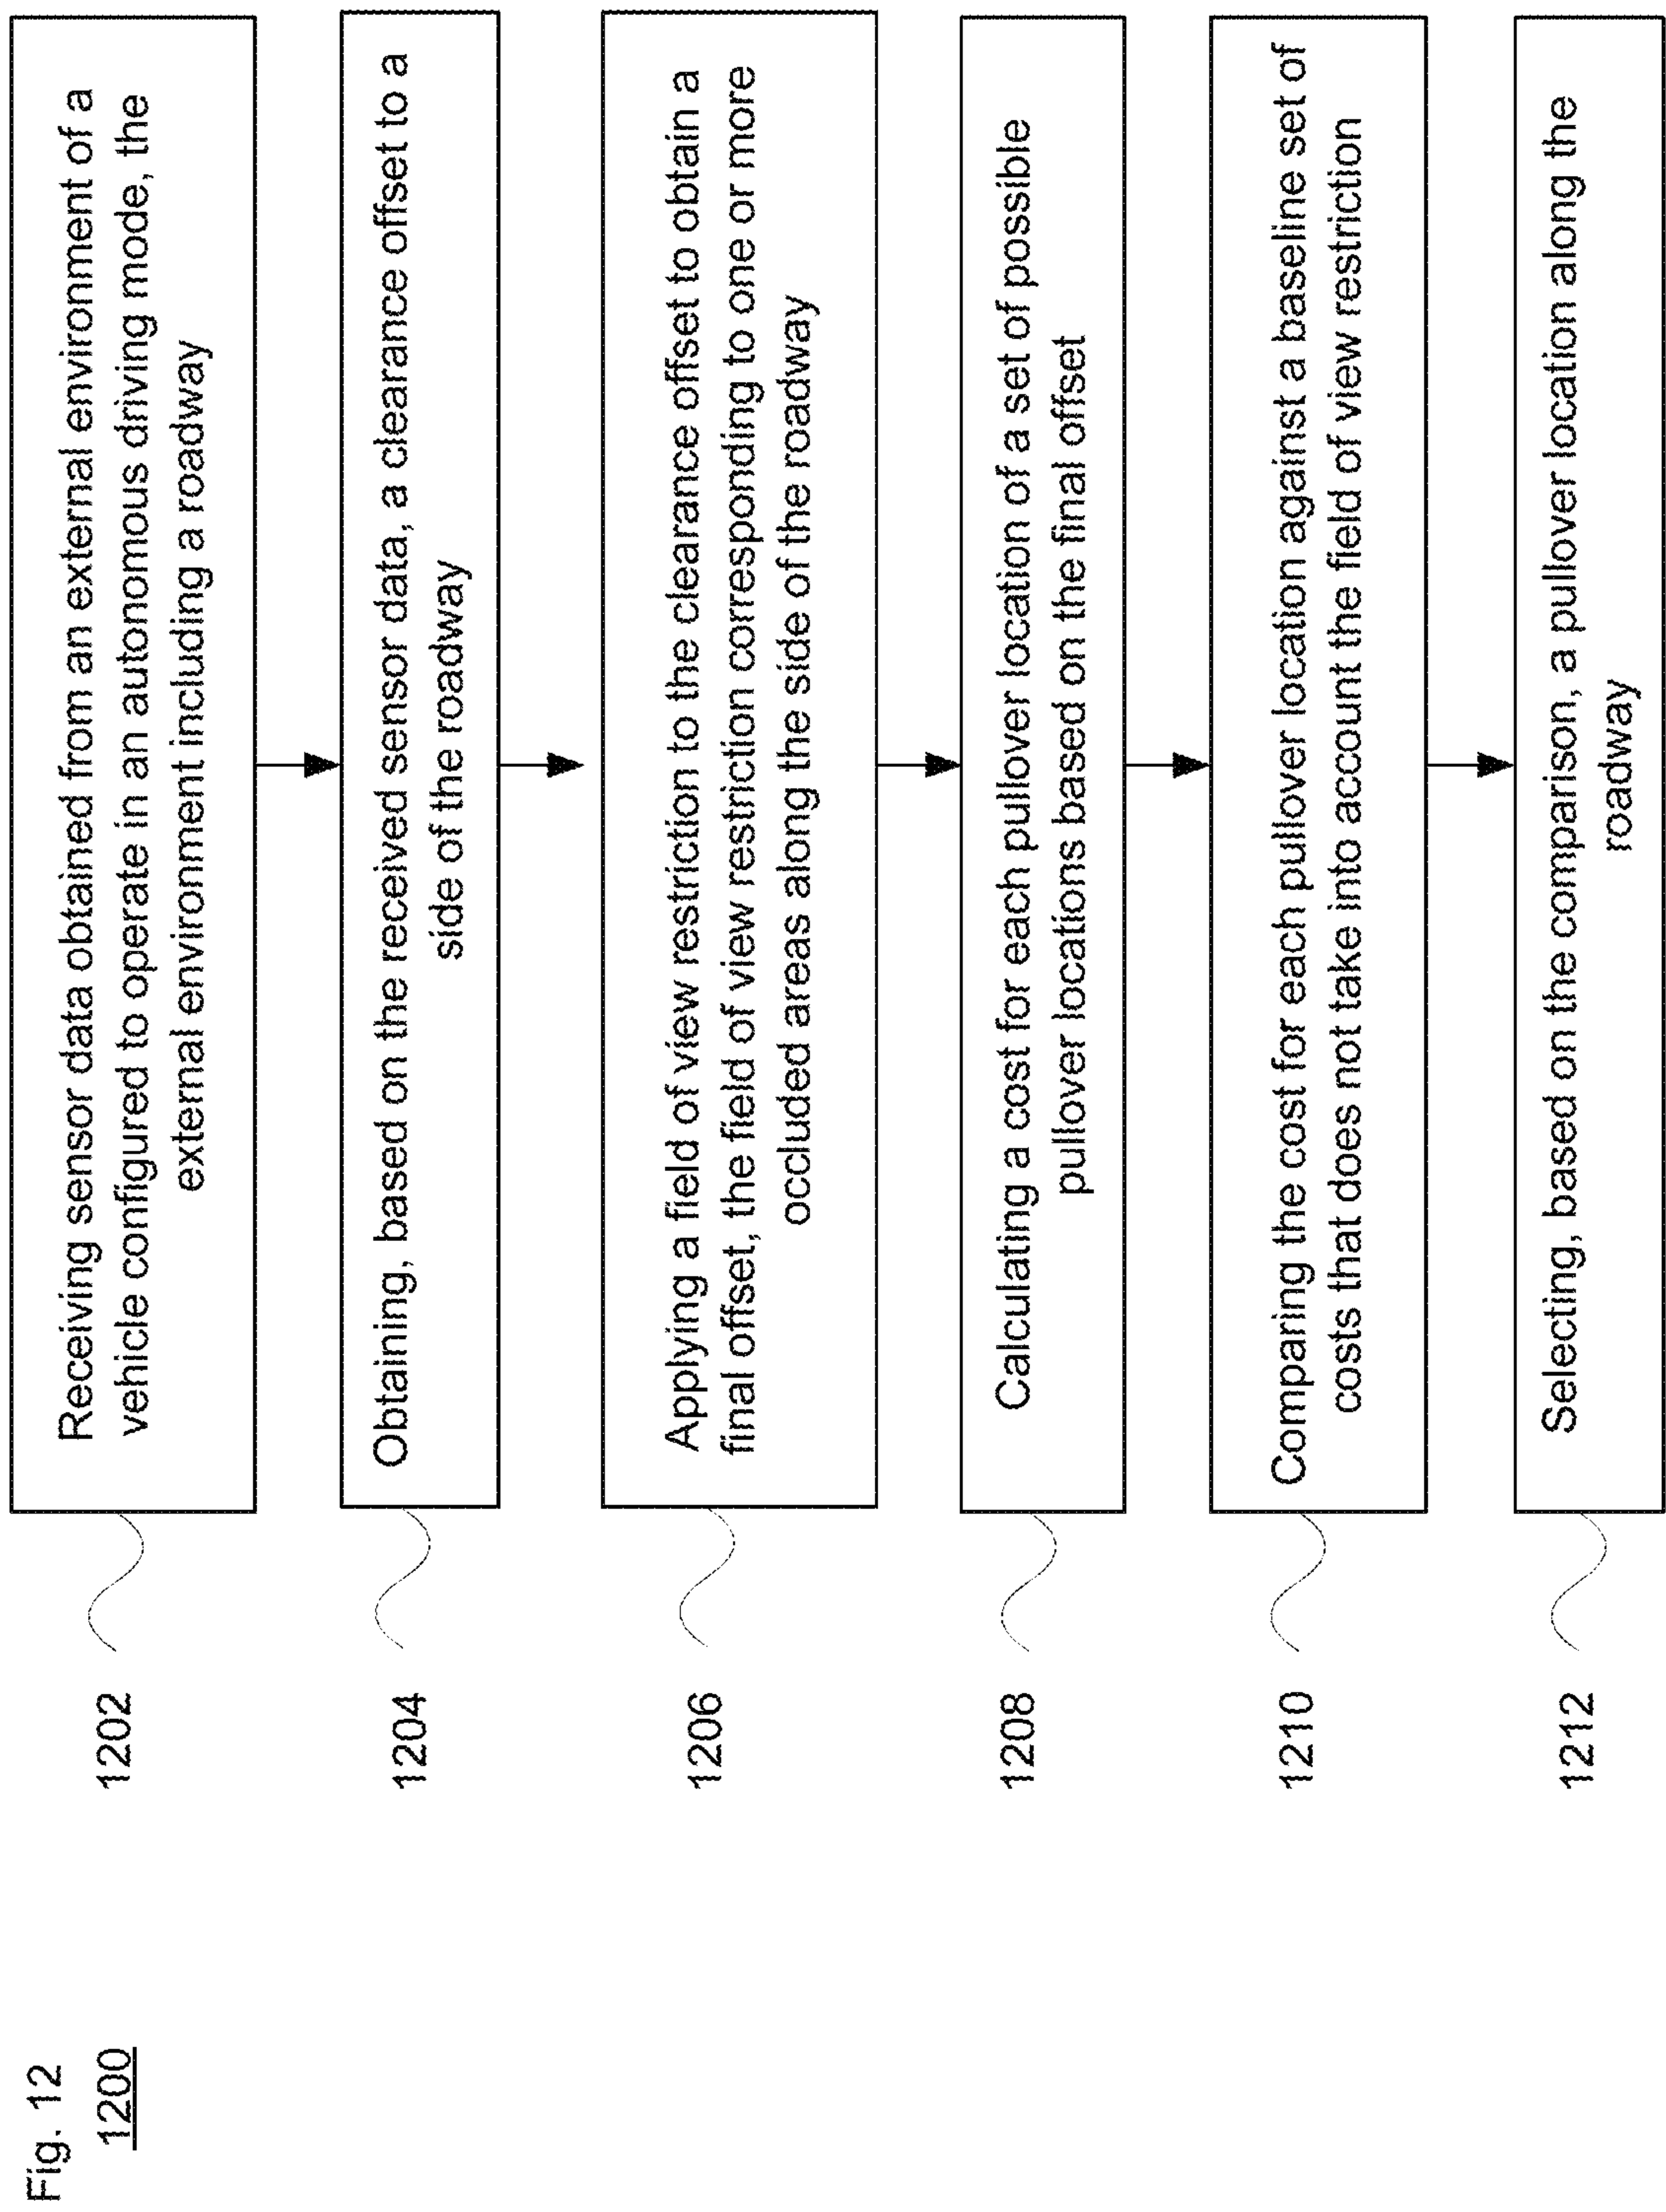 Fig. 12
1200
1202
Receiving sensor data obtained from an external environment of a
vehicle configured to operate in an autonomous driving mode, the
external environment including a roadway
1204
Obtaining, based on the received sensor data, a clearance offset to a
side of the roadway
1206
Applying a field of view restriction to the clearance offset to obtain a
final offset, the field of view restriction corresponding to one or more
occluded areas along the side of the roadway
1208
Calculating a cost for each pullover location of a set of possible
pullover locations based on the final offset
1210
Comparing the cost for each pullover location against a baseline set of
costs that does not take into account the field of view restriction
1212
Selecting, based on the comparison, a pullover location along the
roadway